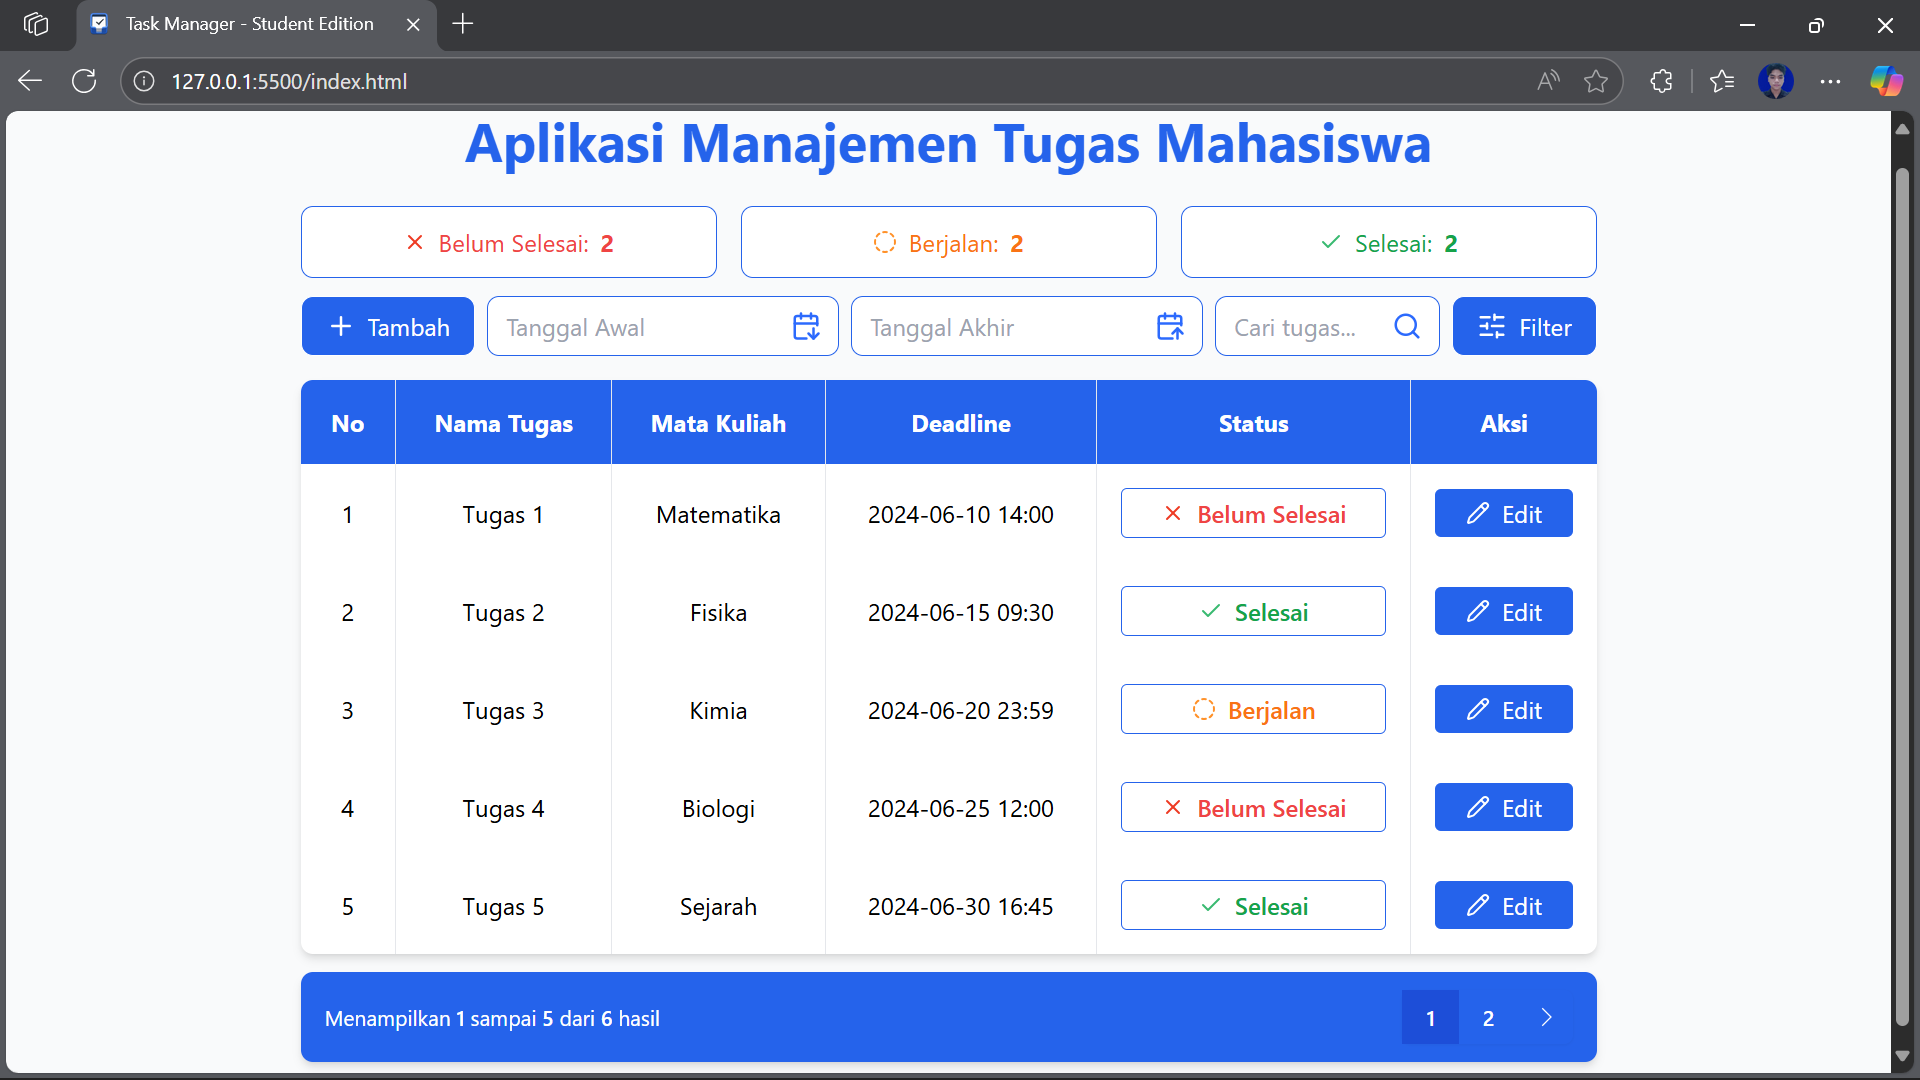 Task Manager - Student Edition
127.0.0.1:5500/index.html
Aplikasi Manajemen Tugas Mahasiswa
Belum Selesai: 2
Berjalan: 2
Selesai: 2
Tambah
Tanggal Awal
Tanggal Akhir
Cari tugas...
Filter
No Nama Tugas Mata Kuliah Deadline Status Aksi
1 Tugas 1 Matematika 2024-06-10 14:00 Belum Selesai Edit
2 Tugas 2 Fisika 2024-06-15 09:30 Selesai Edit
3 Tugas 3 Kimia 2024-06-20 23:59 Berjalan Edit
4 Tugas 4 Biologi 2024-06-25 12:00 Belum Selesai Edit
5 Tugas 5 Sejarah 2024-06-30 16:45 Selesai Edit
Menampilkan 1 sampai 5 dari 6 hasil
1 2